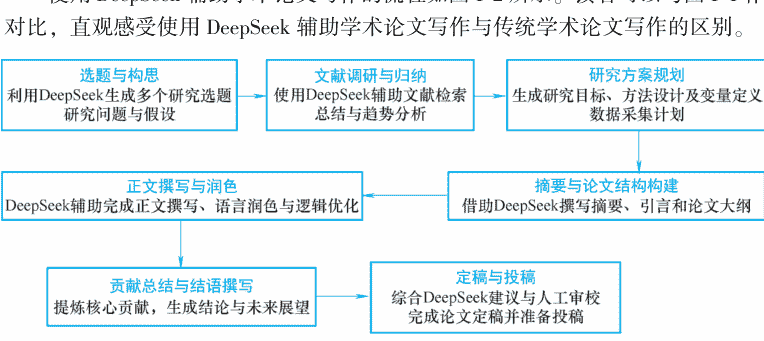 对比，直观感受使用 DeepSeek 辅助学术论文写作与传统学术论文写作的区别。
选题与构思
利用DeepSeek生成多个研究选题
研究问题与假设
文献调研与归纳
使用DeepSeek辅助文献检索
总结与趋势分析
研究方案规划
生成研究目标、方法设计及变量定义
数据采集计划
摘要与论文结构构建
借助DeepSeek撰写摘要、引言和论文大纲
正文撰写与润色
DeepSeek辅助完成正文撰写、语言润色与逻辑优化
贡献总结与结语撰写
提炼核心贡献，生成结论与未来展望
定稿与投稿
综合DeepSeek建议与人工审校
完成论文定稿并准备投稿